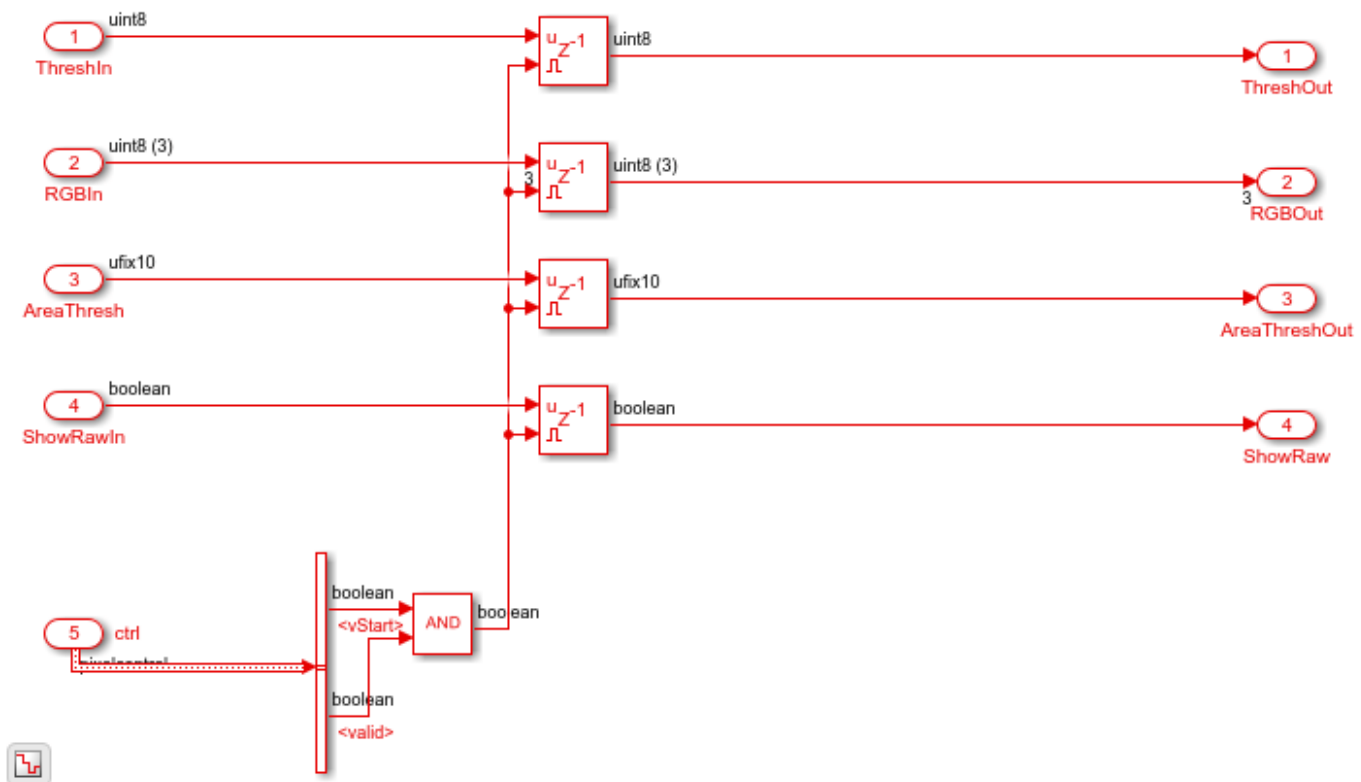 uint8
1
ThreshIn
u
Z-1
uint8
1
ThreshOut
uint8 (3)
2
RGBIn
3
u
Z-1
uint8 (3)
3
2
RGBOut
ufix10
3
AreaThresh
u
Z-1
ufix10
3
AreaThreshOut
boolean
4
ShowRawIn
u
Z-1
boolean
4
ShowRaw
5
ctrl
pixelcontrol
boolean
<vStart>
AND
boolean
boolean
<valid>